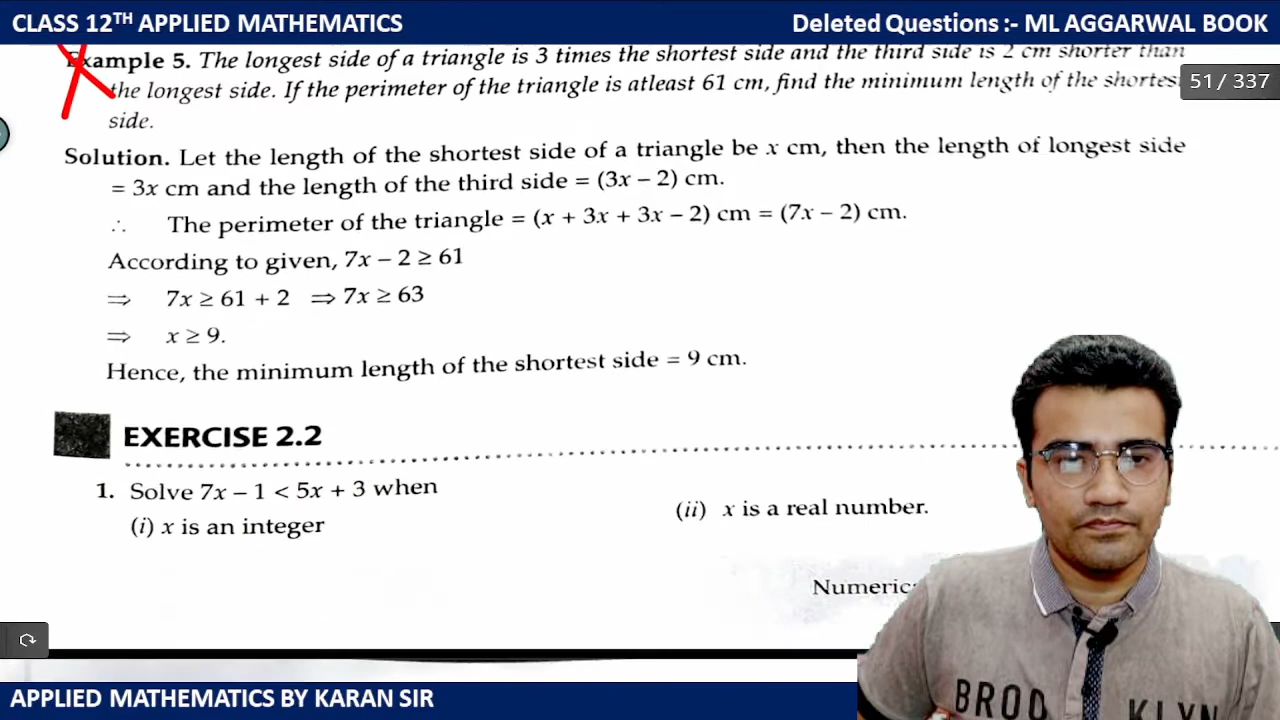 CLASS 12TH APPLIED MATHEMATICS
Deleted Questions :- ML AGGARWAL BOOK
Example 5. The longest side of a triangle is 3 times the shortest side and the third side is 2 cm shorter than
the longest side. If the perimeter of the triangle is atleast 61 cm, find the minimum length of the shortest
51 / 337
side.
Solution. Let the length of the shortest side of a triangle be x cm, then the length of longest side
= 3x cm and the length of the third side = (3x – 2) cm.
∴ The perimeter of the triangle = (x + 3x + 3x – 2) cm = (7x – 2) cm.
According to given, 7x – 2 ≥ 61
⇒ 7x ≥ 61 + 2 ⇒ 7x ≥ 63
⇒ x ≥ 9.
Hence, the minimum length of the shortest side = 9 cm.
EXERCISE 2.2
1. Solve 7x – 1 < 5x + 3 when
(i) x is an integer
(ii) x is a real number.
APPLIED MATHEMATICS BY KARAN SIR